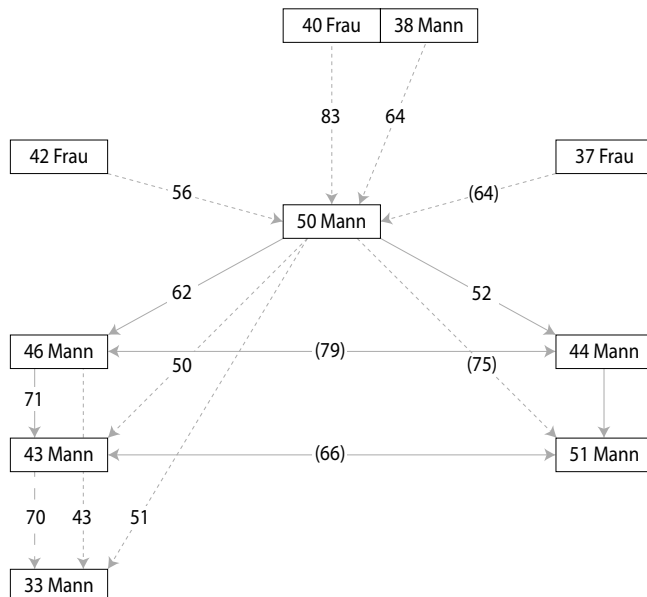 40 Frau 38 Mann
83 64
42 Frau 37 Frau
56 (64)
50 Mann
62 52
46 Mann (79) 44 Mann
50 (75)
71
43 Mann (66) 51 Mann
70 43 51
33 Mann